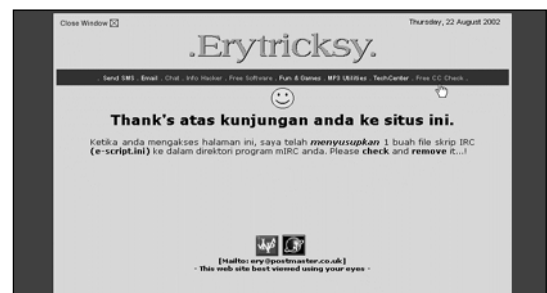 Close Window
Thursday, 22 August 2002
.Erytricksy.
. Send SMS . Email . Chat . Info Hacker . Free Software . Fun & Games . MP3 Utilities . TechCenter . Free CC Check .
Thank's atas kunjungan anda ke situs ini.
Ketika anda mengakses halaman ini, saya telah menyusupkan 1 buah file skrip IRC
(e-script.ini) ke dalam direktori program mIRC anda. Please check and remove it...!
[Mailto: ery@postmaster.co.uk]
- This web site best viewed using your eyes -